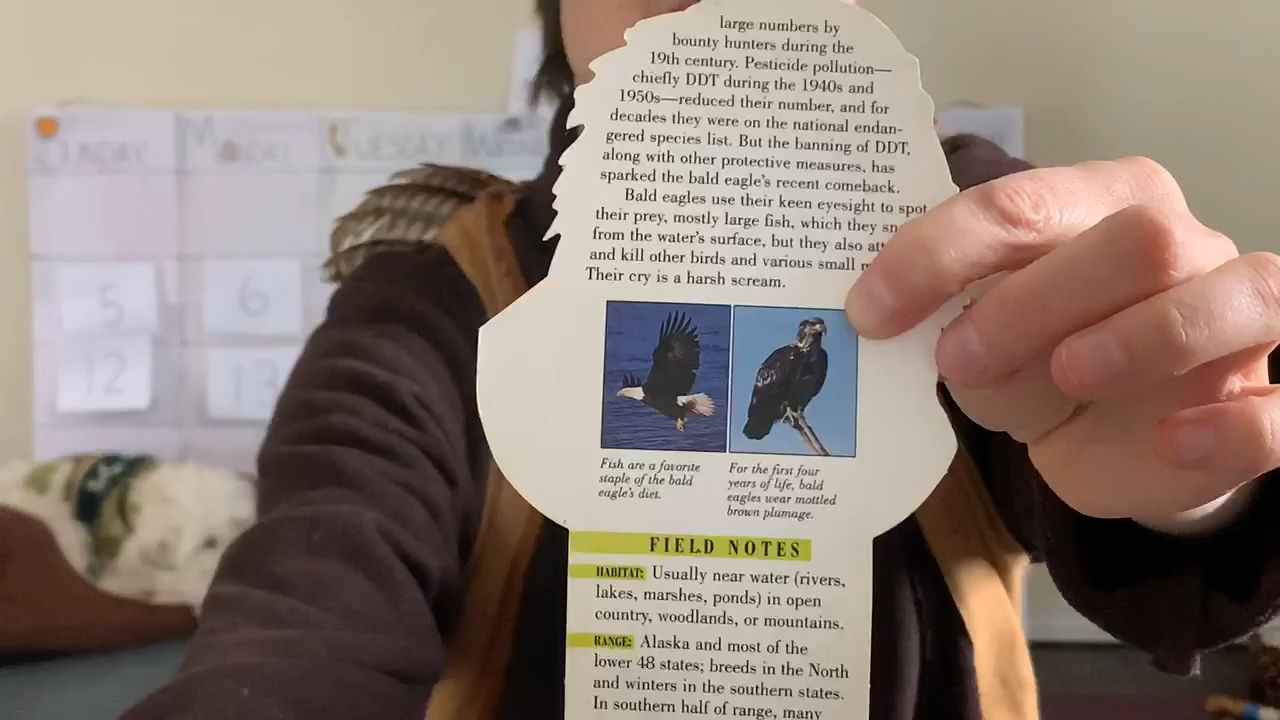 large numbers by
bounty hunters during the
19th century. Pesticide pollution—
chiefly DDT during the 1940s and
1950s—reduced their number, and for
decades they were on the national endan-
gered species list. But the banning of DDT,
along with other protective measures, has
sparked the bald eagle's recent comeback.
Bald eagles use their keen eyesight to spot
their prey, mostly large fish, which they
from the water's surface, but they also
and kill other birds and various small
Their cry is a harsh scream.
Fish are a favorite
staple of the bald
eagle's diet.
For the first four
years of life, bald
eagles wear mottled
brown plumage.
FIELD NOTES
HABITAT: Usually near water (rivers,
lakes, marshes, ponds) in open
country, woodlands, or mountains.
RANGE: Alaska and most of the
lower 48 states; breeds in the North
and winters in the southern states.
In southern half of range, many
SUNDAY MONDAY TUESDAY
5 6
12 13